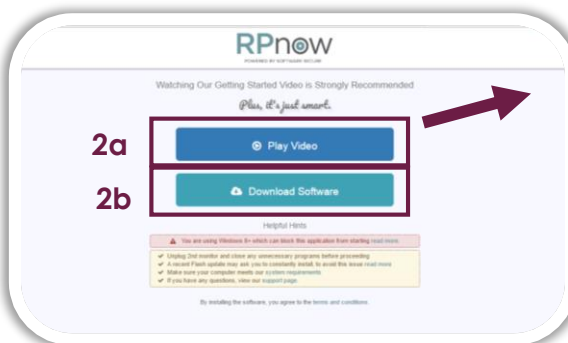 RPnow
POWERED BY SOFTWARE SECURE
Watching Our Getting Started Video is Strongly Recommended
Plus, it's just smart.
2a
Play Video
2b
Download Software
Helpful Hints
You are using Windows 8+ which can block this application from starting read more.
Unplug 2nd monitor and close any unnecessary programs before proceeding
A recent Flash update may ask you to constantly install, to avoid this issue read more
Make sure your computer meets our system requirements
If you have any questions, view our support page.
By installing the software, you agree to the terms and conditions.